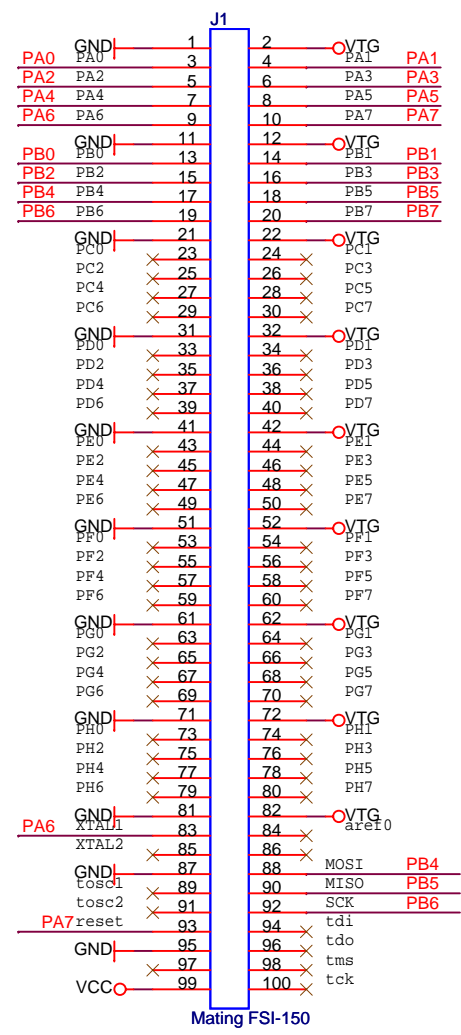 J1
GND 1 2 VTG
PA0 PA0 3 4 PA1 PA1
PA2 PA2 5 6 PA3 PA3
PA4 PA4 7 8 PA5 PA5
PA6 PA6 9 10 PA7 PA7
GND 11 12 VTG
PB0 PB0 13 14 PB1 PB1
PB2 PB2 15 16 PB3 PB3
PB4 PB4 17 18 PB5 PB5
PB6 PB6 19 20 PB7 PB7
GND 21 22 VTG
PC0 23 24 PC1
PC2 25 26 PC3
PC4 27 28 PC5
PC6 29 30 PC7
GND 31 32 VTG
PD0 33 34 PD1
PD2 35 36 PD3
PD4 37 38 PD5
PD6 39 40 PD7
GND 41 42 VTG
PE0 43 44 PE1
PE2 45 46 PE3
PE4 47 48 PE5
PE6 49 50 PE7
GND 51 52 VTG
PF0 53 54 PF1
PF2 55 56 PF3
PF4 57 58 PF5
PF6 59 60 PF7
GND 61 62 VTG
PG0 63 64 PG1
PG2 65 66 PG3
PG4 67 68 PG5
PG6 69 70 PG7
GND 71 72 VTG
PH0 73 74 PH1
PH2 75 76 PH3
PH4 77 78 PH5
PH6 79 80 PH7
GND 81 82 VTG
PA6 XTAL1 83 84 aref0
XTAL2 85 86
GND 87 88 MOSI PB4
tosc1 89 90 MISO PB5
tosc2 91 92 SCK PB6
PA7 reset 93 94 tdi
GND 95 96 tdo
97 98 tms
VCC 99 100 tck
Mating FSI-150